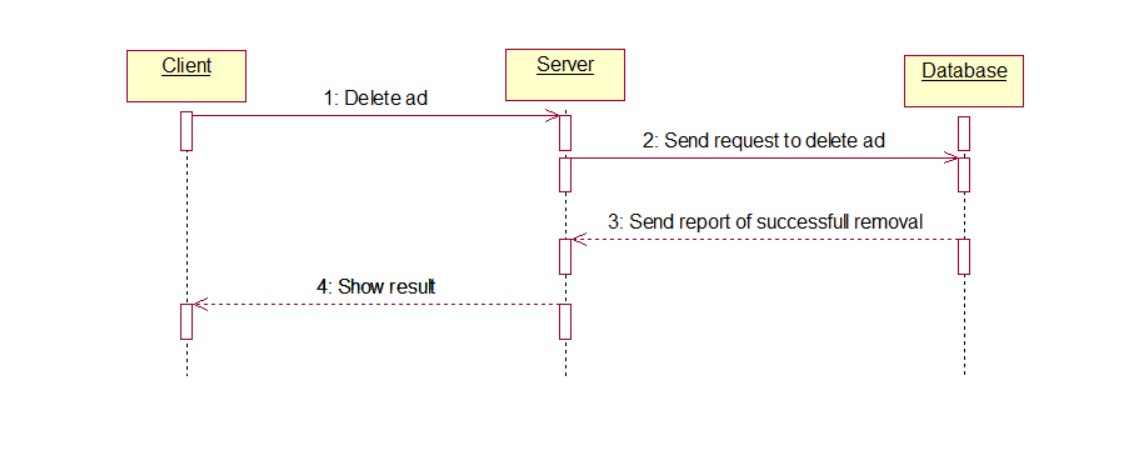 Client
Server
Database
1: Delete ad
2: Send request to delete ad
3: Send report of successfull removal
4: Show result